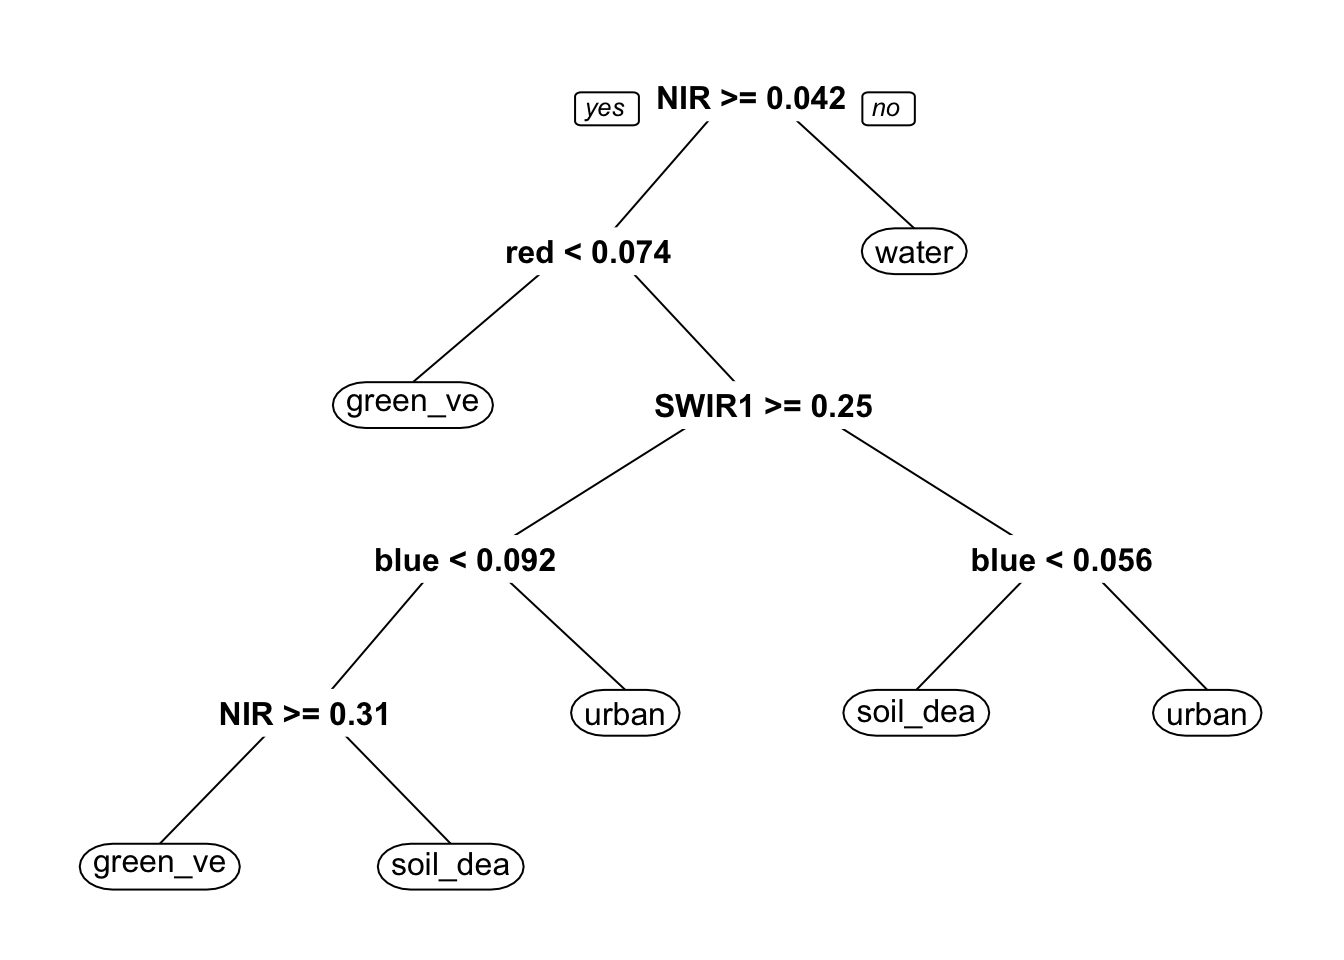 yes NIR >= 0.042 no
red < 0.074
water
green_ve
SWIR1 >= 0.25
blue < 0.092
blue < 0.056
NIR >= 0.31
urban
soil_dea
urban
green_ve
soil_dea